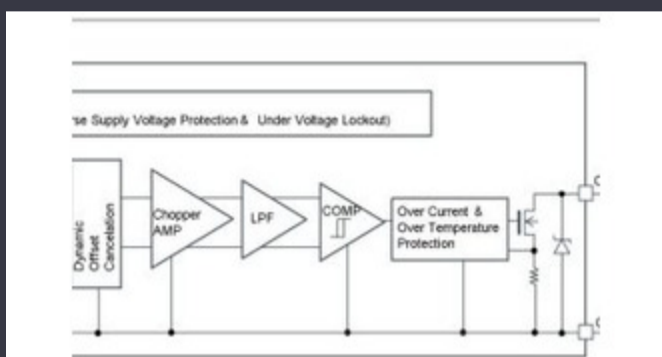 rse Supply Voltage Protection & Under Voltage Lockout)
Dynamic
Offset
Cancelation
Chopper
AMP
LPF
COMP
Over Current &
Over Temperature
Protection